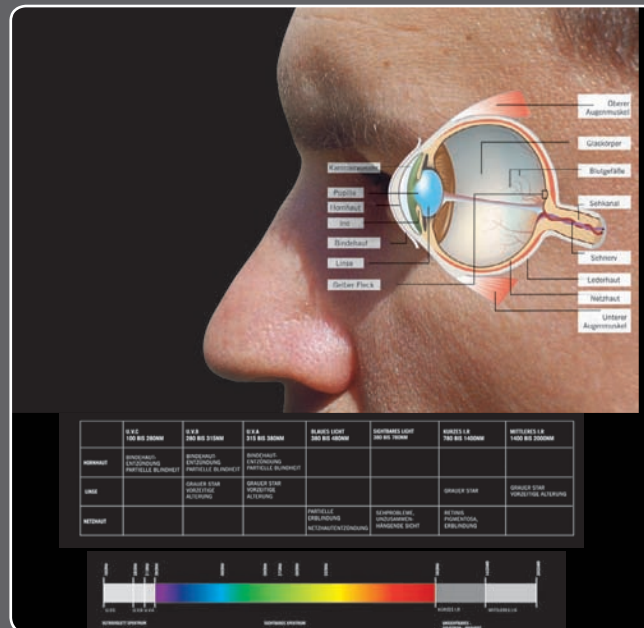 Oberer
Augenmuskel
Glaskörper
Blutgefäße
Sehkanal
Sehnerv
Lederhaut
Netzhaut
Unterer
Augenmuskel
Pupille
Hornhaut
Iris
Bindehaut
Linse
Gelber Fleck
U.V.C
100 BIS 280NM
U.V.B
280 BIS 315NM
U.V.A
315 BIS 380NM
BLAUES LICHT
380 BIS 480NM
SICHTBARES LICHT
380 BIS 780NM
KURZES I.R
780 BIS 1400NM
MITTLERES I.R
1400 BIS 2000NM
HORNHAUT
BINDEHAUT-
ENTZÜNDUNG
PARTIELLE BLINDHEIT
BINDEHAUT-
ENTZÜNDUNG
PARTIELLE BLINDHEIT
BINDEHAUT-
ENTZÜNDUNG
PARTIELLE BLINDHEIT
LINSE
GRAUER STAR
VORZEITIGE
ALTERUNG
GRAUER STAR
VORZEITIGE
ALTERUNG
GRAUER STAR
GRAUER STAR
VORZEITIGE ALTERUNG
NETZHAUT
PARTIELLE
ERBLINDUNG
NETZHAUTENTZÜNDUNG
SEHPROBLEME,
UNZUSAMMEN-
HÄNGENDE SICHT
RETINIS
PIGMENTOSA,
ERBLINDUNG
KURZES I.R
MITTLERES I.R
SICHTBARES SPEKTRUM